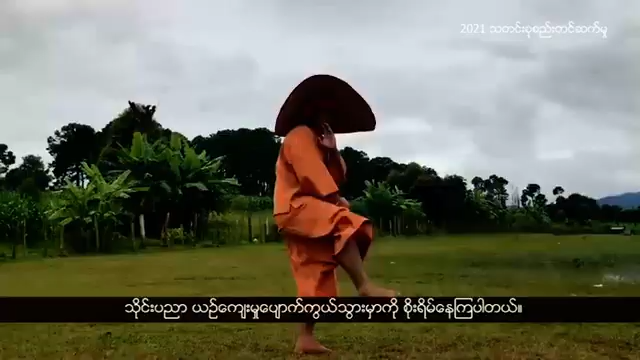 2021 သတင်းစုစည်းတင်ဆက်မှု
သိုင်းပညာ ယဉ်ကျေးမှုပျောက်ကွယ်သွားမှာကို စိုးရိမ်နေကြပါတယ်။